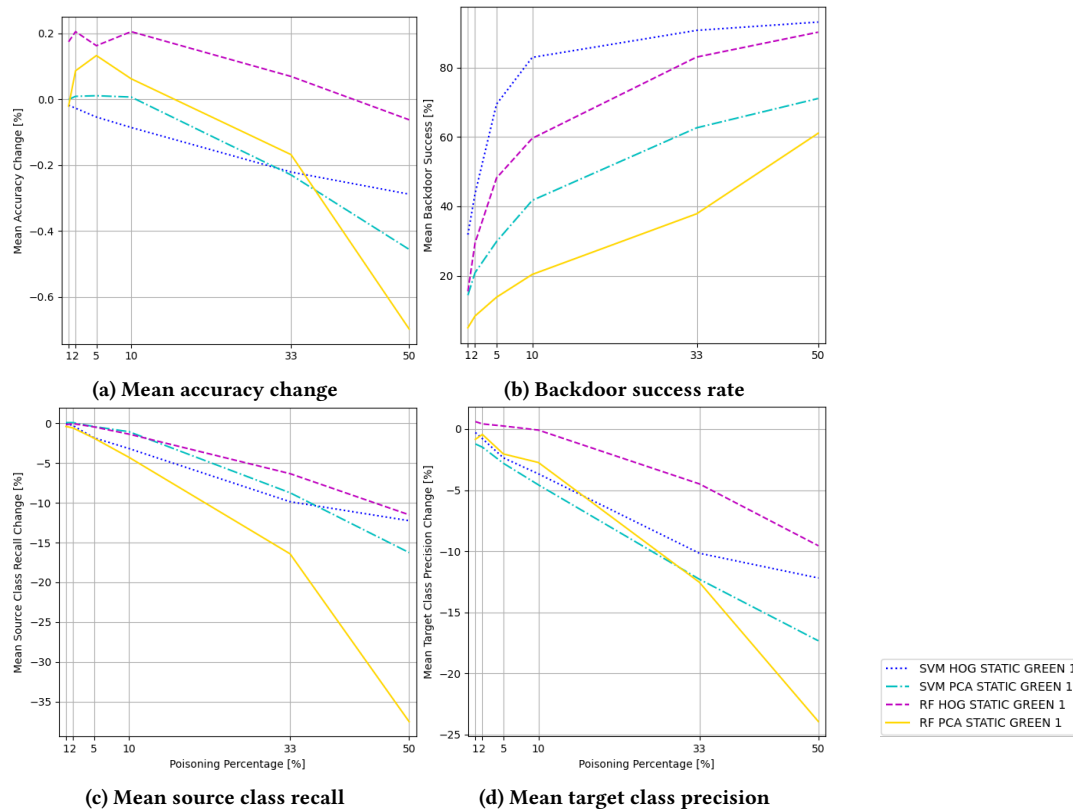 Mean Accuracy Change [%]
0.2
0.0
−0.2
−0.4
−0.6
1 2 5 10 33 50
(a) Mean accuracy change
Mean Backdoor Success [%]
80
60
40
20
1 2 5 10 33 50
(b) Backdoor success rate
Mean Source Class Recall Change [%]
0
−5
−10
−15
−20
−25
−30
−35
1 2 5 10 33 50
Poisoning Percentage [%]
(c) Mean source class recall
Mean Target Class Precision Change [%]
0
−5
−10
−15
−20
−25
1 2 5 10 33 50
Poisoning Percentage [%]
(d) Mean target class precision
SVM HOG STATIC GREEN 1
SVM PCA STATIC GREEN 1
RF HOG STATIC GREEN 1
RF PCA STATIC GREEN 1